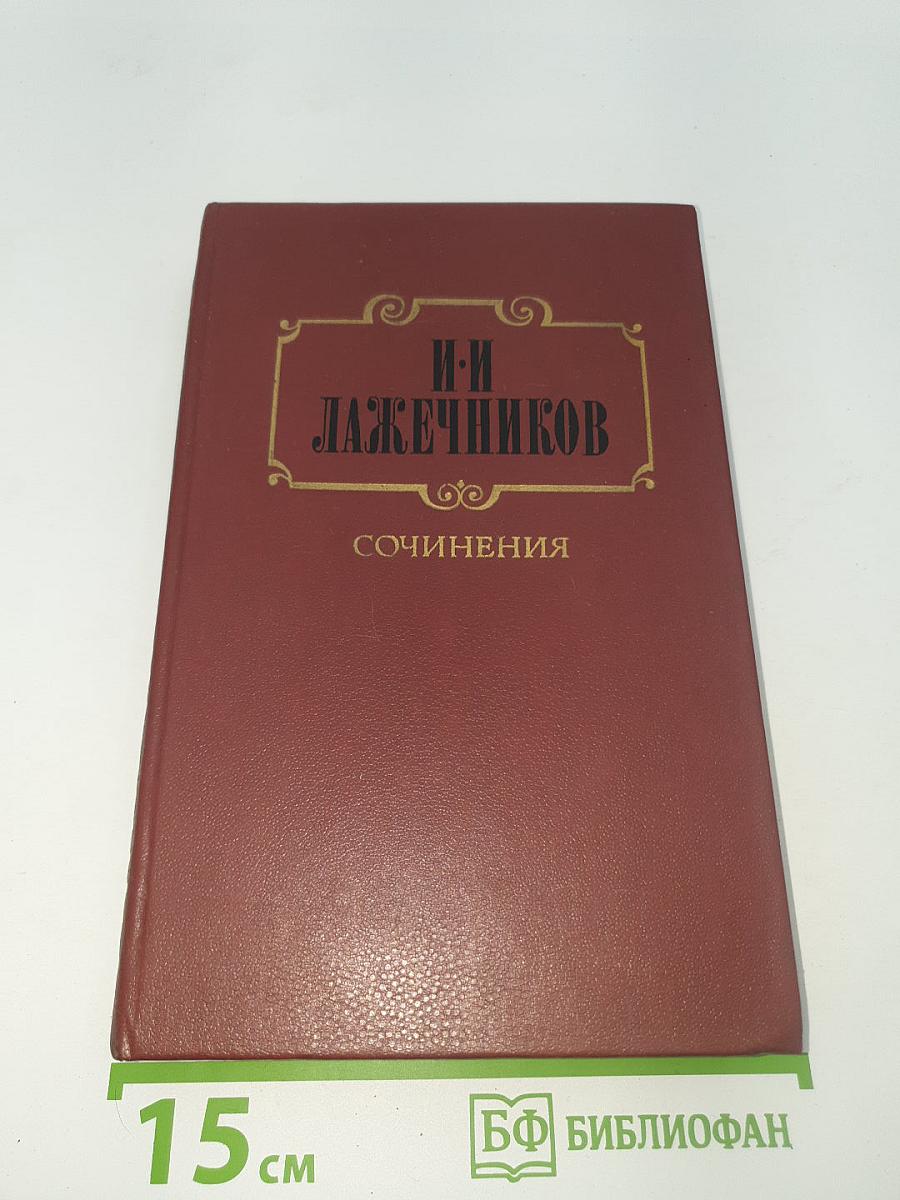 И·И
ЛАЖЕЧНИКОВ
СОЧИНЕНИЯ
15 см
БФ БИБЛИОФАН